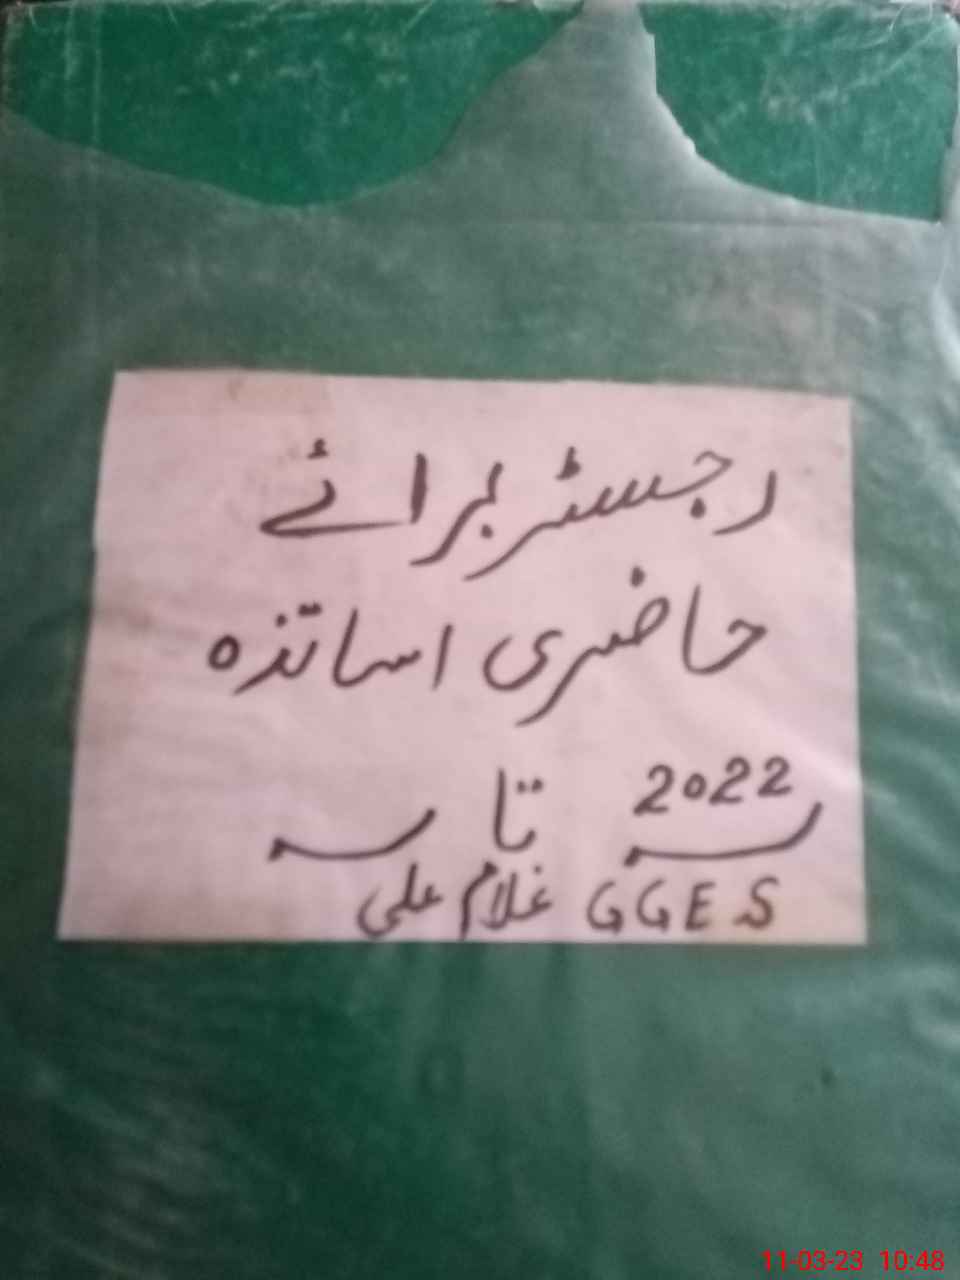 رجسٹر برائے
حاضری اساتذہ
2022 تا
GGES غلام علی
11-03-23 10:48